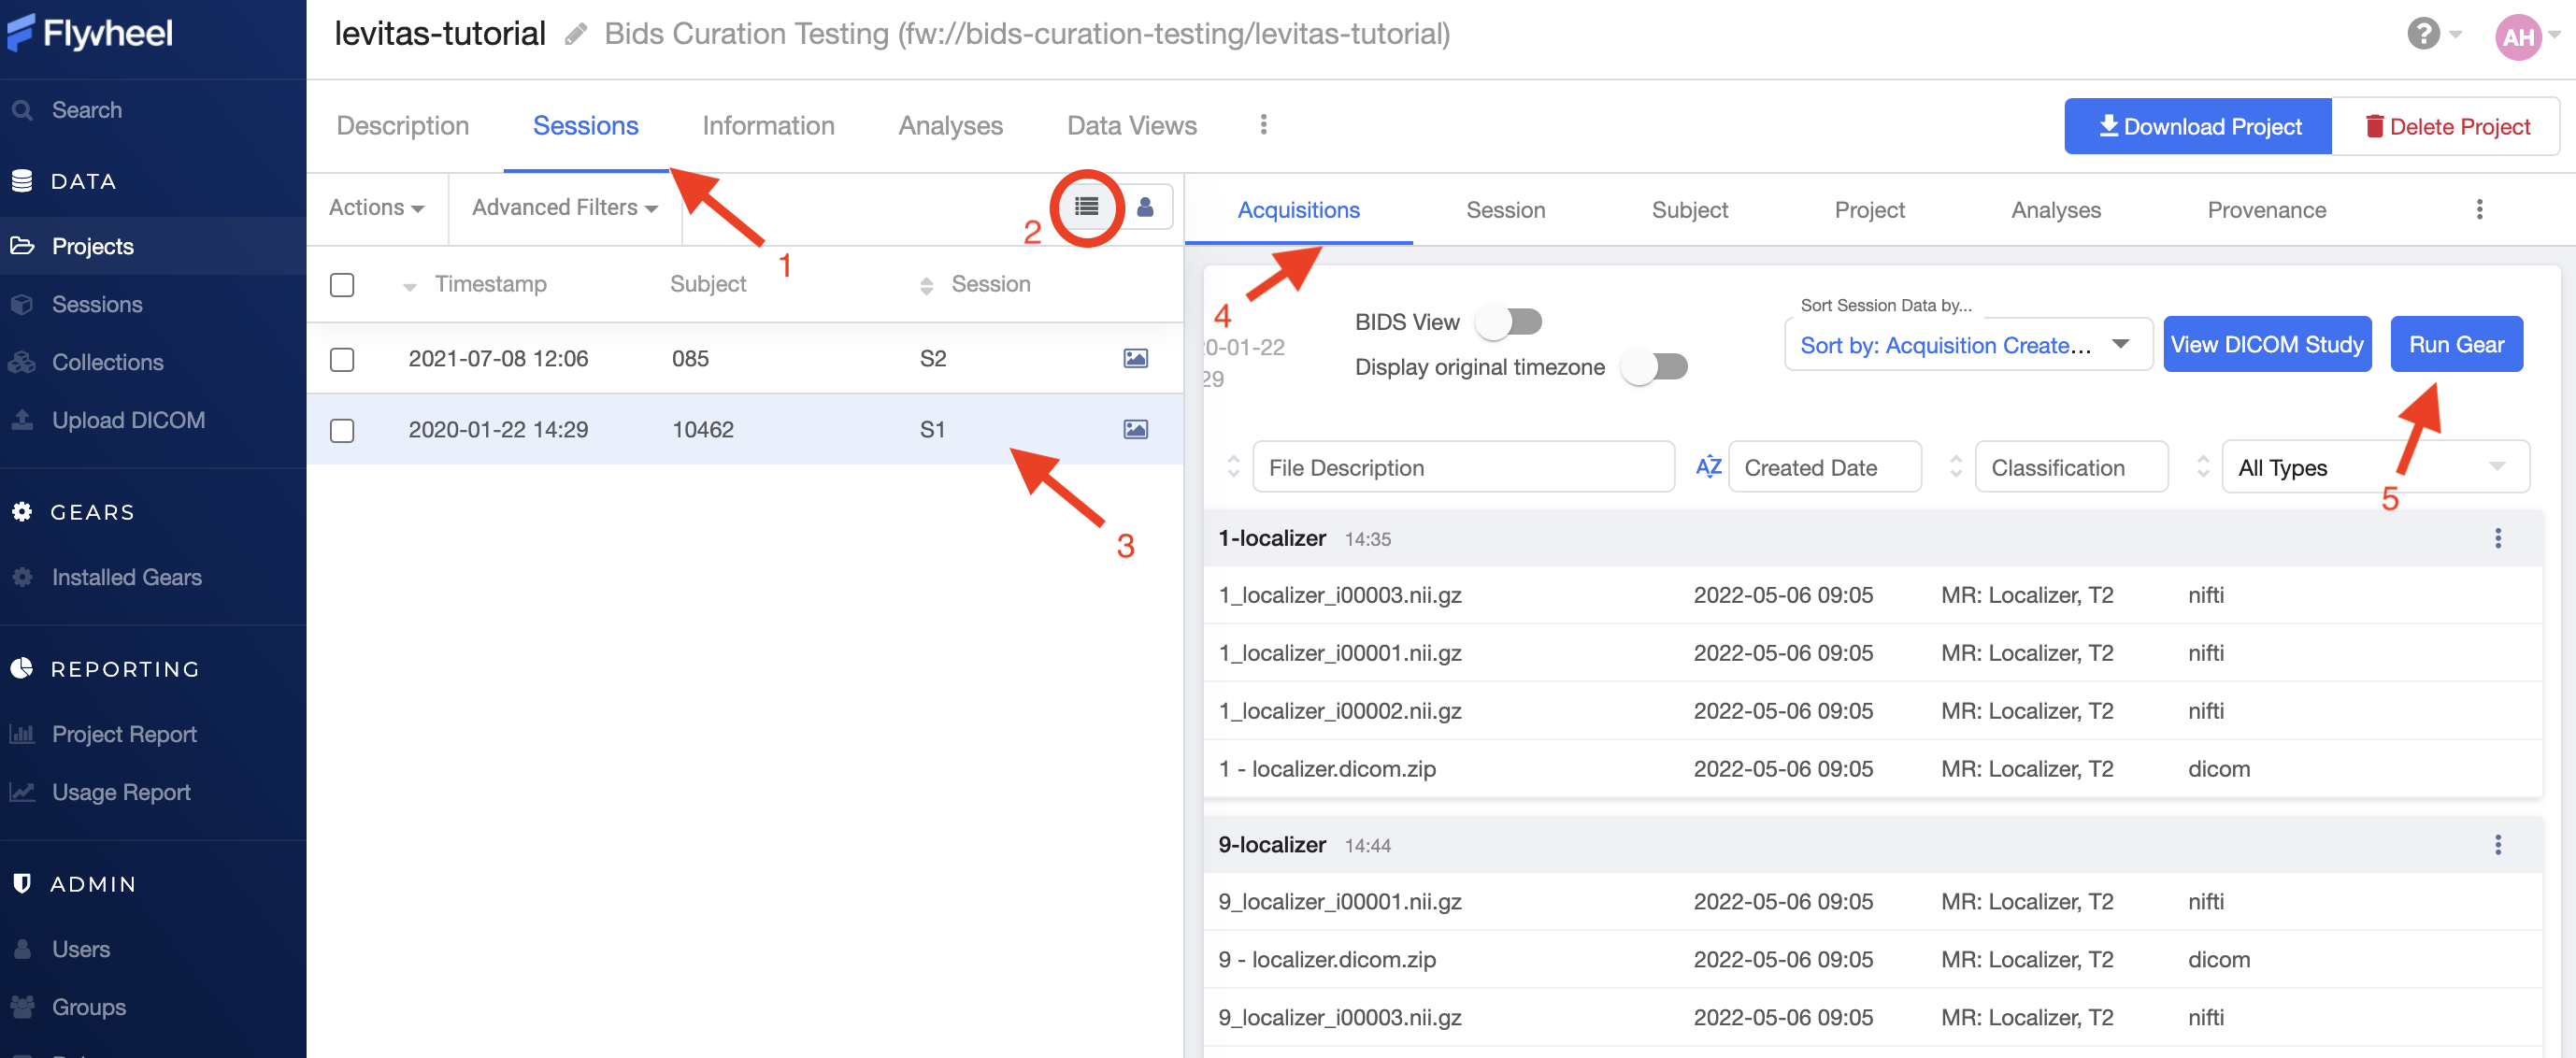 Flywheel
levitas-tutorial Bids Curation Testing (fw://bids-curation-testing/levitas-tutorial)
? AH
Search
DATA
Projects
Sessions
Collections
Upload DICOM
GEARS
Installed Gears
REPORTING
Project Report
Usage Report
ADMIN
Users
Groups
Description Sessions Information Analyses Data Views
Download Project Delete Project
Actions Advanced Filters
1
2
Timestamp Subject Session
2021-07-08 12:06 085 S2
2020-01-22 14:29 10462 S1
3
Acquisitions Session Subject Project Analyses Provenance
4
0-01-22
29
BIDS View
Display original timezone
Sort Session Data by...
Sort by: Acquisition Create...
View DICOM Study
Run Gear
5
File Description AZ Created Date Classification All Types
1-localizer 14:35
1_localizer_i00003.nii.gz 2022-05-06 09:05 MR: Localizer, T2 nifti
1_localizer_i00001.nii.gz 2022-05-06 09:05 MR: Localizer, T2 nifti
1_localizer_i00002.nii.gz 2022-05-06 09:05 MR: Localizer, T2 nifti
1 - localizer.dicom.zip 2022-05-06 09:05 MR: Localizer, T2 dicom
9-localizer 14:44
9_localizer_i00001.nii.gz 2022-05-06 09:05 MR: Localizer, T2 nifti
9 - localizer.dicom.zip 2022-05-06 09:05 MR: Localizer, T2 dicom
9_localizer_i00003.nii.gz 2022-05-06 09:05 MR: Localizer, T2 nifti